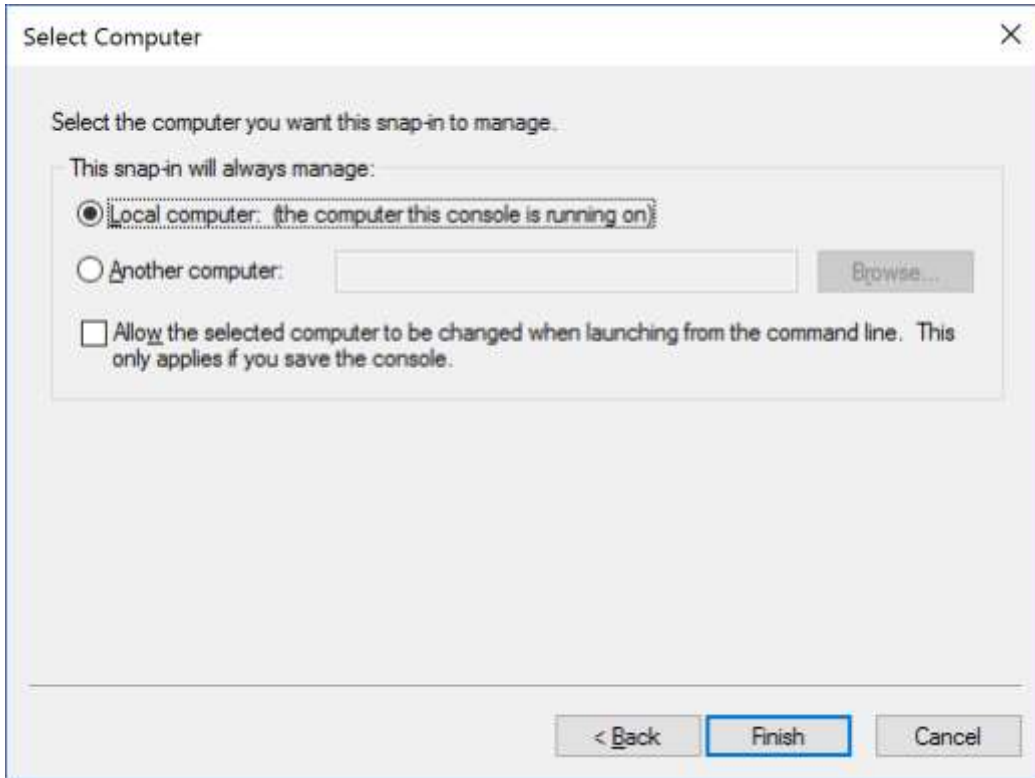 Select Computer
Select the computer you want this snap-in to manage.
This snap-in will always manage:
Local computer:  (the computer this console is running on)
Another computer:
Browse...
Allow the selected computer to be changed when launching from the command line.  This
only applies if you save the console.
< Back
Finish
Cancel